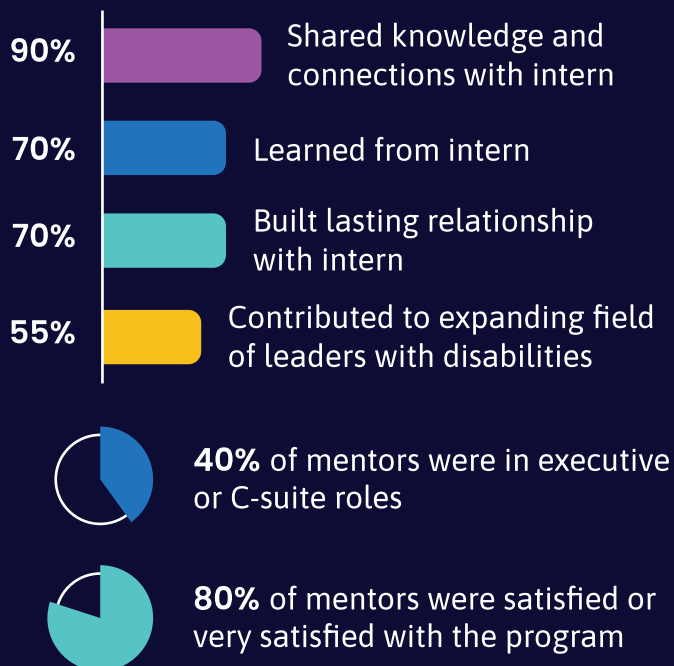 90%
Shared knowledge and
connections with intern
70%
Learned from intern
70%
Built lasting relationship
with intern
55%
Contributed to expanding field
of leaders with disabilities
40% of mentors were in executive
or C-suite roles
80% of mentors were satisfied or
very satisfied with the program